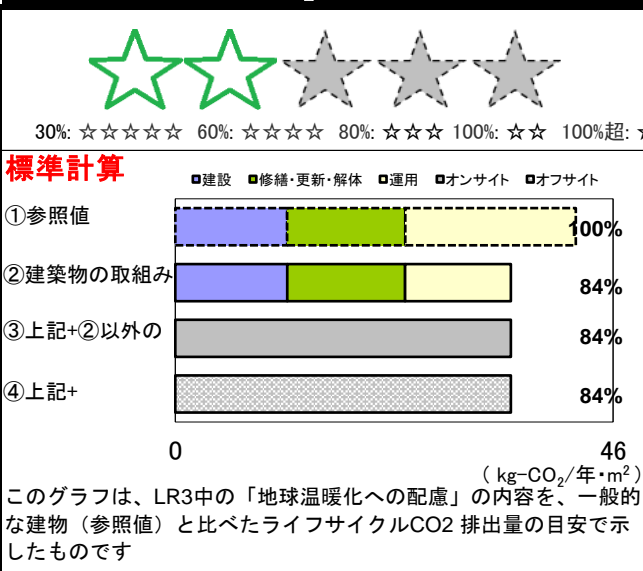 30%: ☆☆☆☆☆ 60%: ☆☆☆☆ 80%: ☆☆☆ 100%: ☆☆ 100%超: ☆
標準計算
■建設 ■修繕・更新・解体 ■運用 ■オンサイト ■オフサイト
①参照値 100%
②建築物の取組み 84%
③上記+②以外の 84%
④上記+ 84%
0 46
( kg-CO₂/年・m²)
このグラフは、LR3中の「地球温暖化への配慮」の内容を、一般的
な建物（参照値）と比べたライフサイクルCO2 排出量の目安で示
したものです